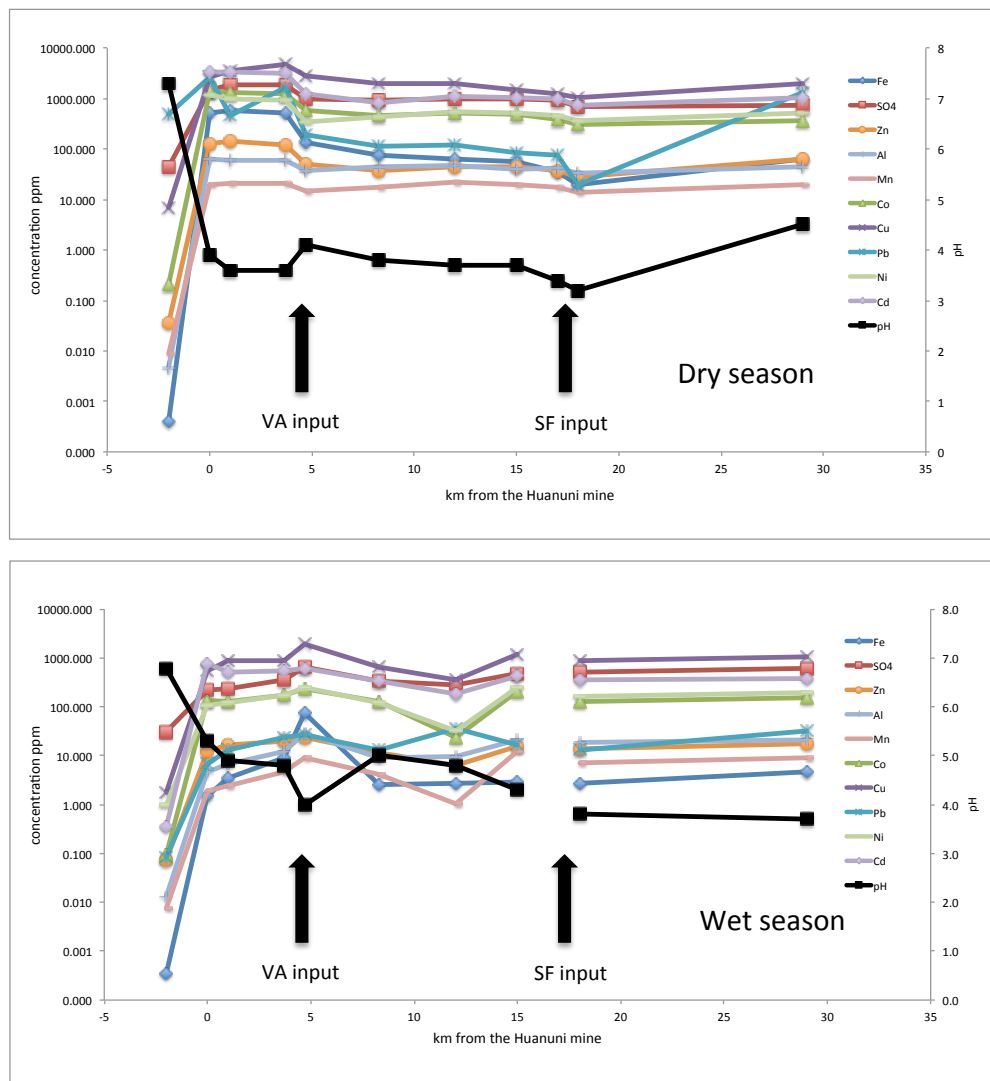 10000.000
1000.000
100.000
10.000
1.000
0.100
0.010
0.001
0.000
concentration ppm
8
7
6
5
4
3
2
1
0
pH
-5 0 5 10 15 20 25 30 35
km from the Huanuni mine
Fe
SO4
Zn
Al
Mn
Co
Cu
Pb
Ni
Cd
pH
VA input
SF input
Dry season
10000.000
1000.000
100.000
10.000
1.000
0.100
0.010
0.001
0.000
concentration ppm
8.0
7.0
6.0
5.0
4.0
3.0
2.0
1.0
0.0
pH
-5 0 5 10 15 20 25 30 35
km from the Huanuni mine
Fe
SO4
Zn
Al
Mn
Co
Cu
Pb
Ni
Cd
pH
VA input
SF input
Wet season